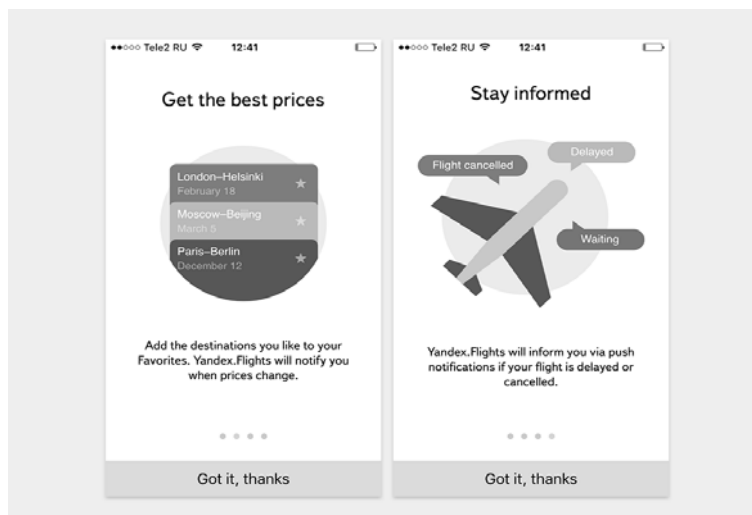 Tele2 RU 12:41
Get the best prices
London–Helsinki
February 18
Moscow–Beijing
March 5
Paris–Berlin
December 12
Add the destinations you like to your
Favorites. Yandex.Flights will notify you
when prices change.
Got it, thanks
Tele2 RU 12:41
Stay informed
Delayed
Flight cancelled
Waiting
Yandex.Flights will inform you via push
notifications if your flight is delayed or
cancelled.
Got it, thanks